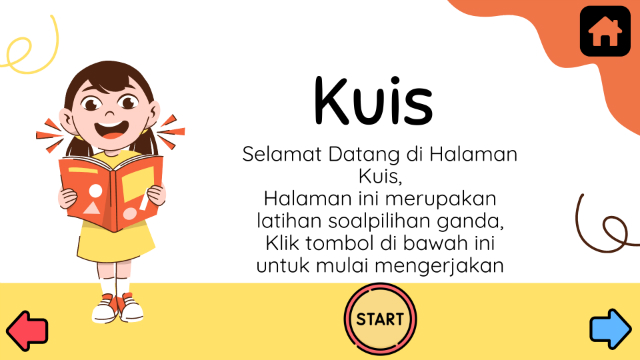 Kuis
Selamat Datang di Halaman
Kuis,
Halaman ini merupakan
latihan soalpilihan ganda,
Klik tombol di bawah ini
untuk mulai mengerjakan
START